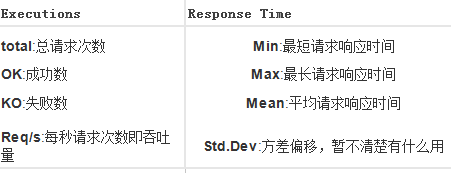 Executions Response Time
total:总请求次数 Min:最短请求响应时间
OK:成功数 Max:最长请求响应时间
KO:失败数 Mean:平均请求响应时间
Req/s:每秒请求次数即吞吐
量
Std.Dev:方差偏移，暂不清楚有什么用